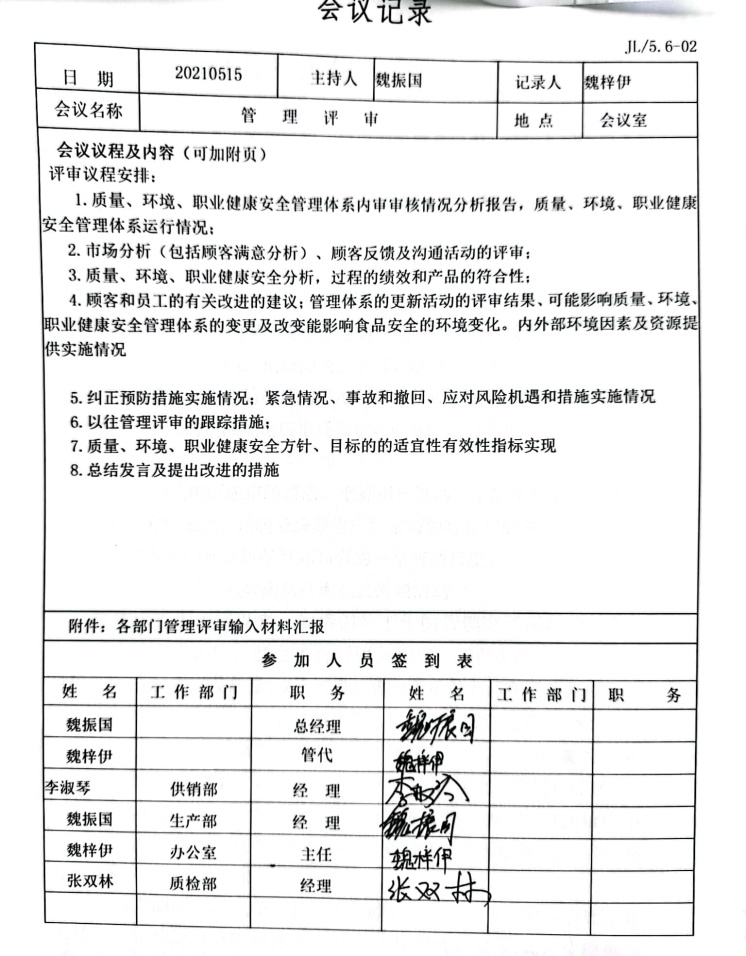 会议记录
JL/5.6-02
日 期 20210515 主持人 魏振国 记录人 魏梓伊
会议名称 管 理 评 审 地 点 会议室
会议议程及内容（可加附页）
评审议程安排：
1.质量、环境、职业健康安全管理体系内审审核情况分析报告，质量、环境、职业健康
安全管理体系运行情况；
2.市场分析（包括顾客满意分析）、顾客反馈及沟通活动的评审；
3.质量、环境、职业健康安全分析，过程的绩效和产品的符合性；
4.顾客和员工的有关改进的建议；管理体系的更新活动的评审结果、可能影响质量、环境、
职业健康安全管理体系的变更及改变能影响食品安全的环境变化。内外部环境因素及资源提
供实施情况
5.纠正预防措施实施情况；紧急情况、事故和撤回、应对风险机遇和措施实施情况
6.以往管理评审的跟踪措施；
7.质量、环境、职业健康安全方针、目标的的适宜性有效性指标实现
8.总结发言及提出改进的措施
附件：各部门管理评审输入材料汇报
参 加 人 员 签 到 表
姓 名 工作部门 职 务 姓 名 工作部门 职 务
魏振国 总经理 魏振国
魏梓伊 管代 魏梓伊
李淑琴 供销部 经 理 李淑琴
魏振国 生产部 经 理 魏振国
魏梓伊 办公室 主任 魏梓伊
张双林 质检部 经理 张双林